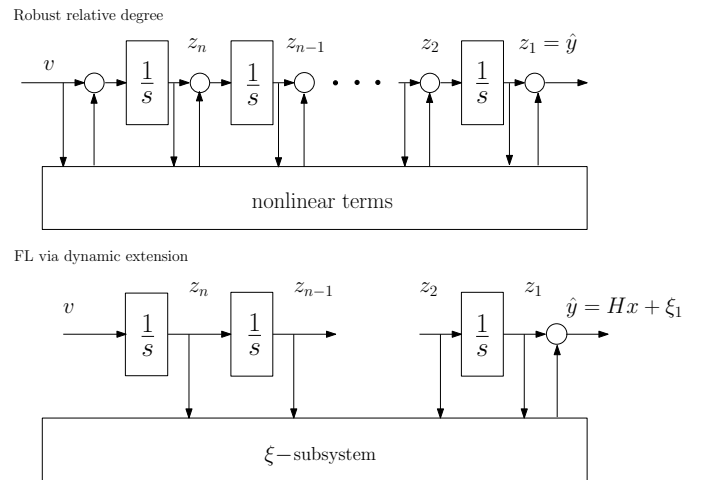 Robust relative degree
v
z_n
z_{n-1}
z_2
z_1 = ŷ
1/s
1/s
1/s
nonlinear terms
FL via dynamic extension
v
z_n
z_{n-1}
z_2
z_1
ŷ = Hx + ξ_1
1/s
1/s
1/s
ξ−subsystem